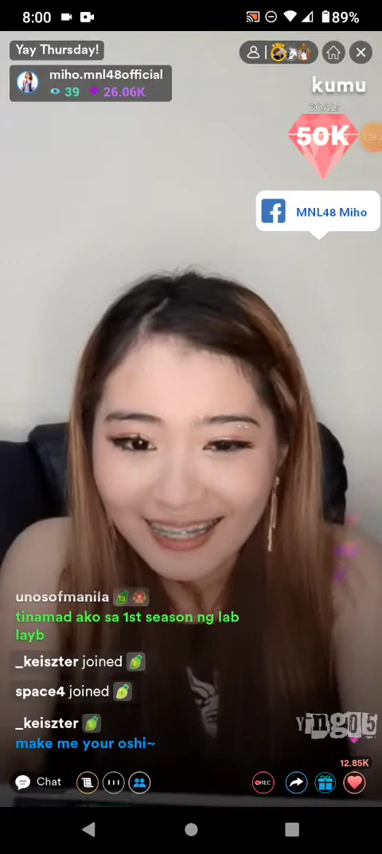 8:00
89%
Yay Thursday!
miho.mnl48official
39 26.06K
kumu
GOAL:
50K
MNL48 Miho
unosofmanila
tinamad ako sa 1st season ng lab
layb
_keiszter joined
space4 joined
_keiszter
make me your oshi~
12.85K
Chat
REC